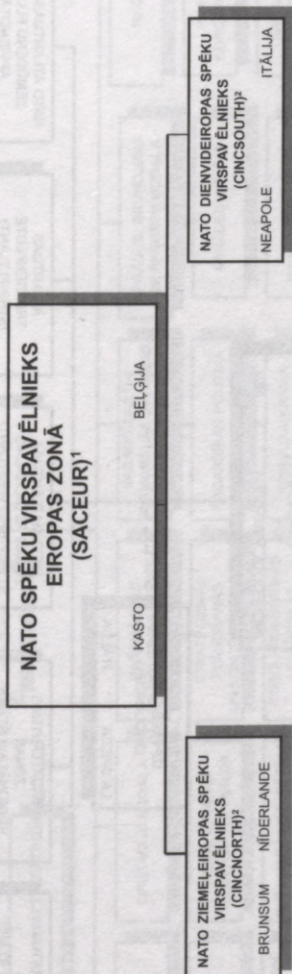 NATO SPĒKU VIRSPAVĒLNIEKS
EIROPAS ZONĀ
(SACEUR)¹
KASTO BEĻĢIJA
NATO ZIEMEĻEIROPAS SPĒKU
VIRSPAVĒLNIEKS
(CINCNORTH)²
BRUNSUM NĪDERLANDE
NATO DIENVIDEIROPAS SPĒKU
VIRSPAVĒLNIEKS
(CINCSOUTH)²
NEAPOLE ITĀLIJA